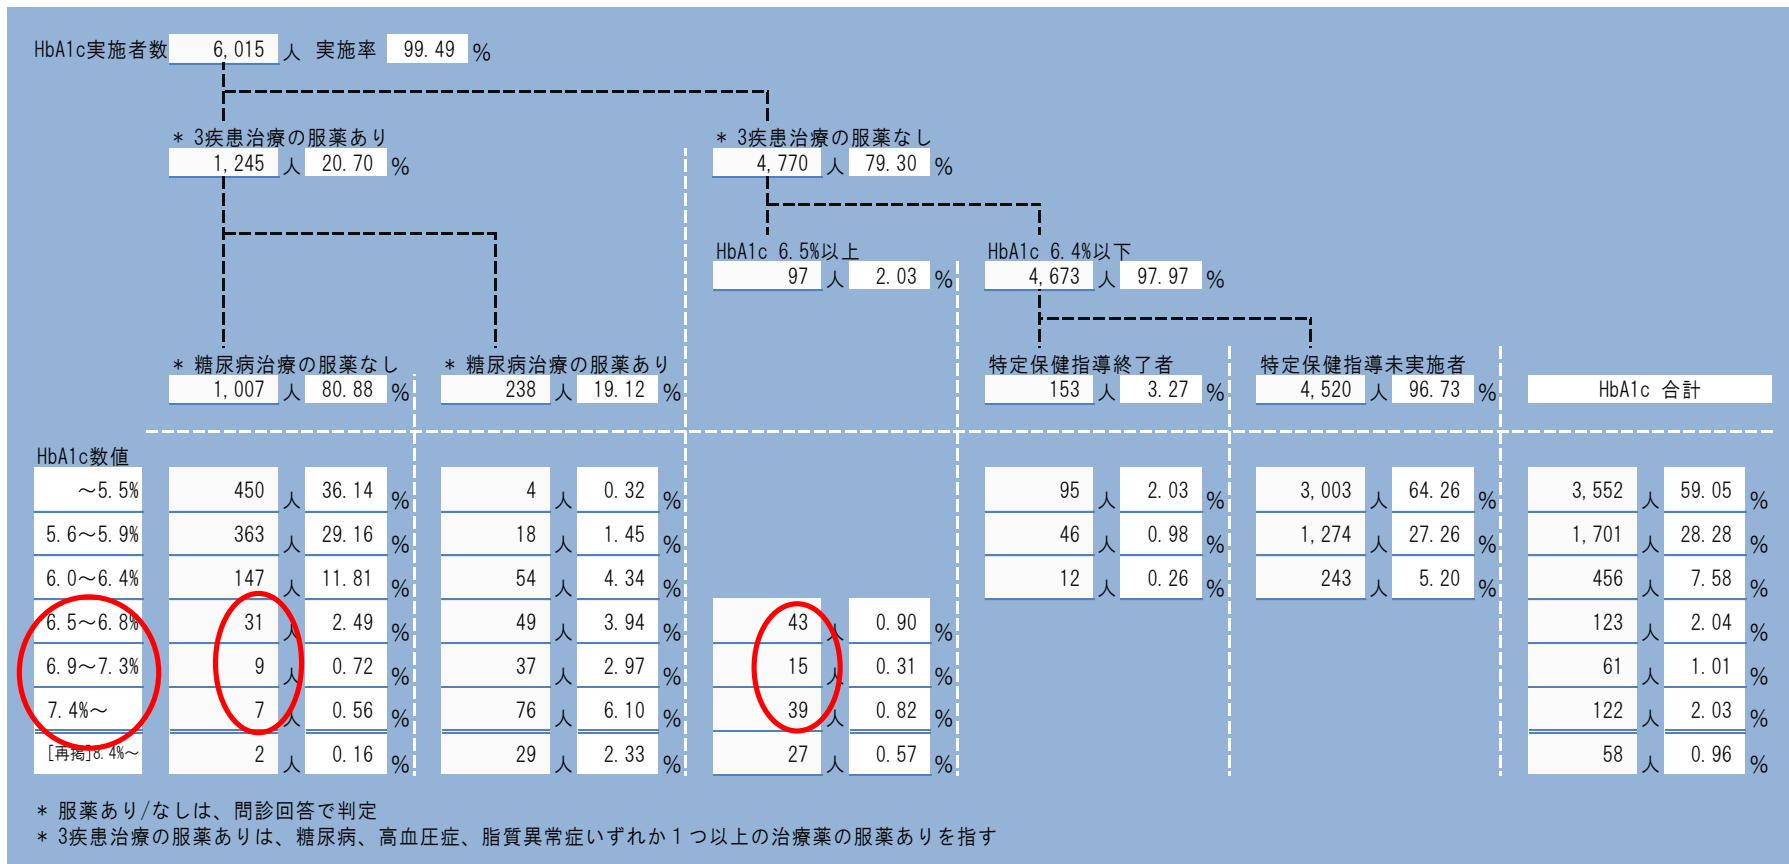 HbA1c実施者数 6,015 人 実施率 99.49 %
* 3疾患治療の服薬あり * 3疾患治療の服薬なし
1,245 人 20.70 % 4,770 人 79.30 %
HbA1c 6.5%以上 HbA1c 6.4%以下
97 人 2.03 % 4,673 人 97.97 %
* 糖尿病治療の服薬なし * 糖尿病治療の服薬あり 特定保健指導終了者 特定保健指導未実施者
1,007 人 80.88 % 238 人 19.12 % 153 人 3.27 % 4,520 人 96.73 % HbA1c 合計
HbA1c数値
～5.5% 450 人 36.14 % 4 人 0.32 % 95 人 2.03 % 3,003 人 64.26 % 3,552 人 59.05 %
5.6～5.9% 363 人 29.16 % 18 人 1.45 % 46 人 0.98 % 1,274 人 27.26 % 1,701 人 28.28 %
6.0～6.4% 147 人 11.81 % 54 人 4.34 % 12 人 0.26 % 243 人 5.20 % 456 人 7.58 %
6.5～6.8% 31 人 2.49 % 49 人 3.94 % 43 人 0.90 % 123 人 2.04 %
6.9～7.3% 9 人 0.72 % 37 人 2.97 % 15 人 0.31 % 61 人 1.01 %
7.4%～ 7 人 0.56 % 76 人 6.10 % 39 人 0.82 % 122 人 2.03 %
[再掲]8.4%～ 2 人 0.16 % 29 人 2.33 % 27 人 0.57 % 58 人 0.96 %
* 服薬あり/なしは、問診回答で判定
* 3疾患治療の服薬ありは、糖尿病、高血圧症、脂質異常症いずれか１つ以上の治療薬の服薬ありを指す